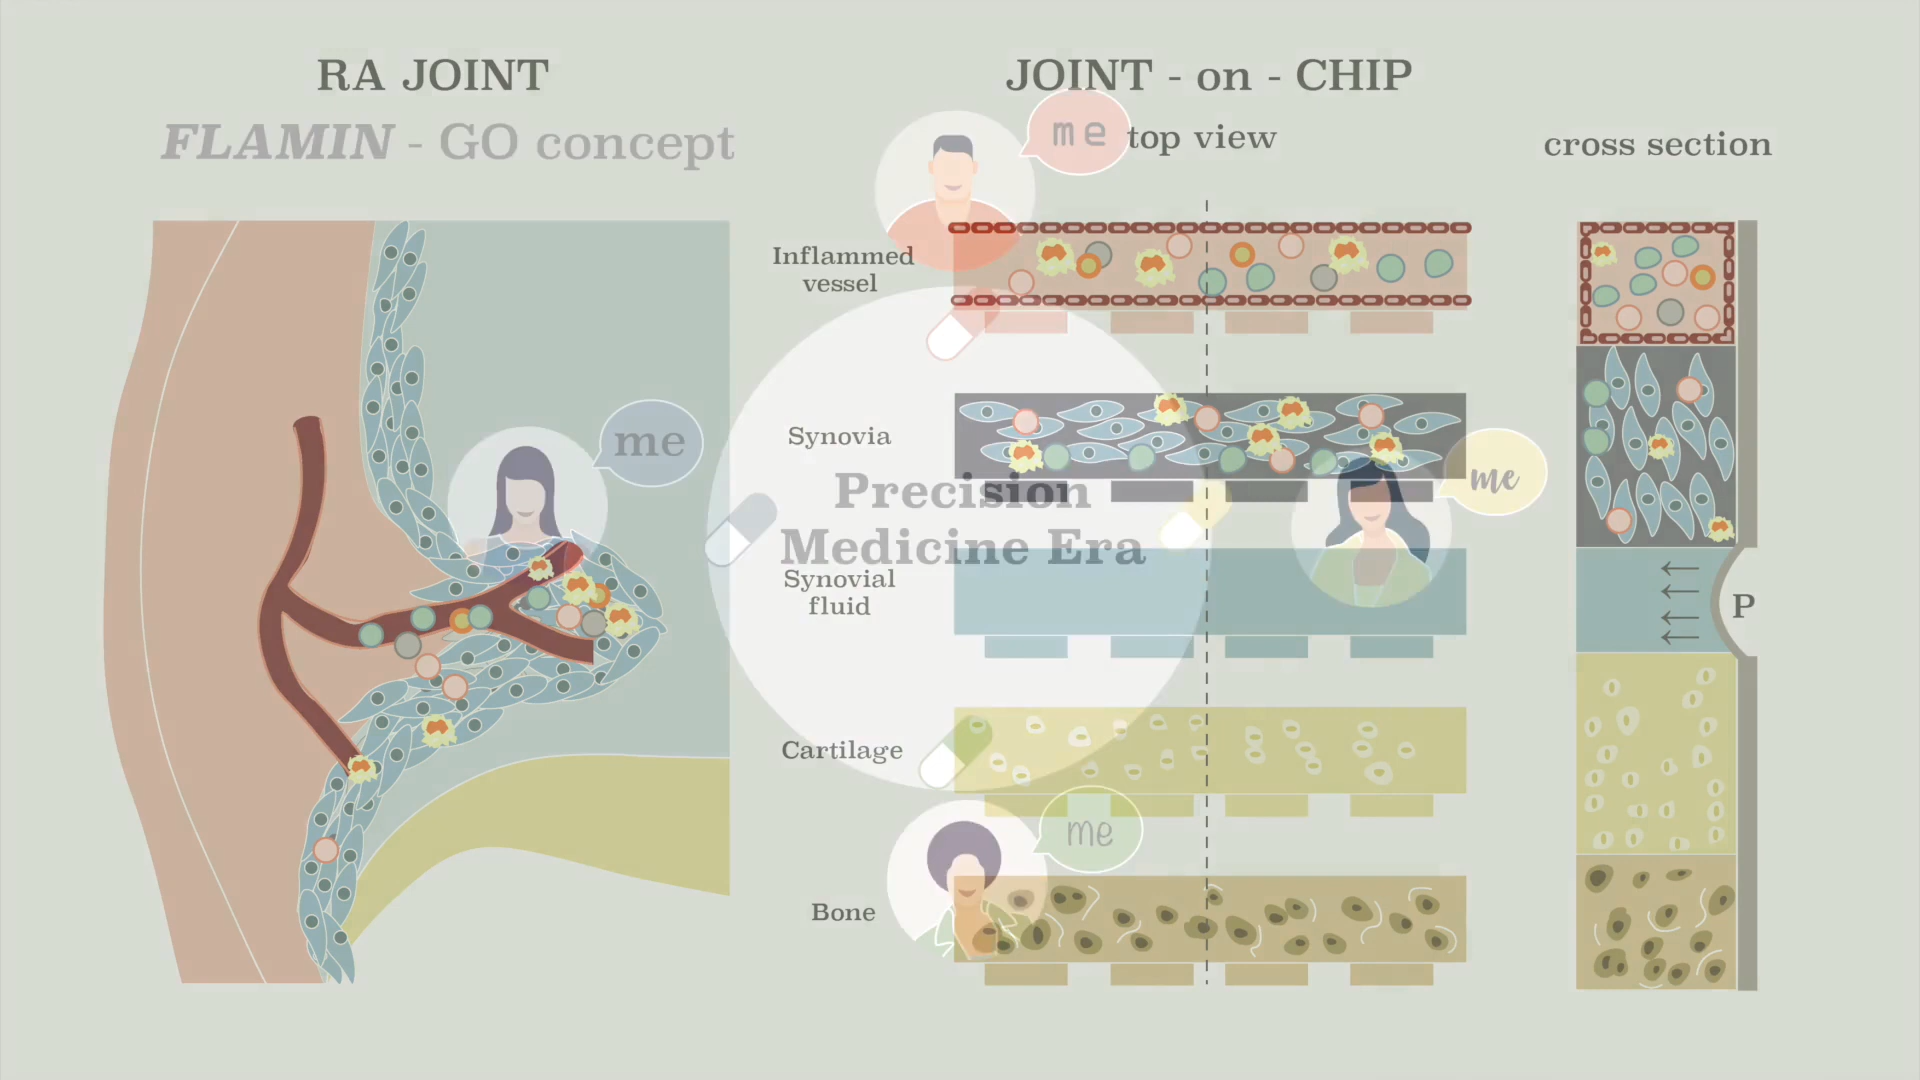 RA JOINT
FLAMIN - GO concept
JOINT - on - CHIP
me
top view
cross section
Inflammed
vessel
Synovia
me
me
Precision
Medicine Era
Synovial
fluid
P
Cartilage
me
Bone